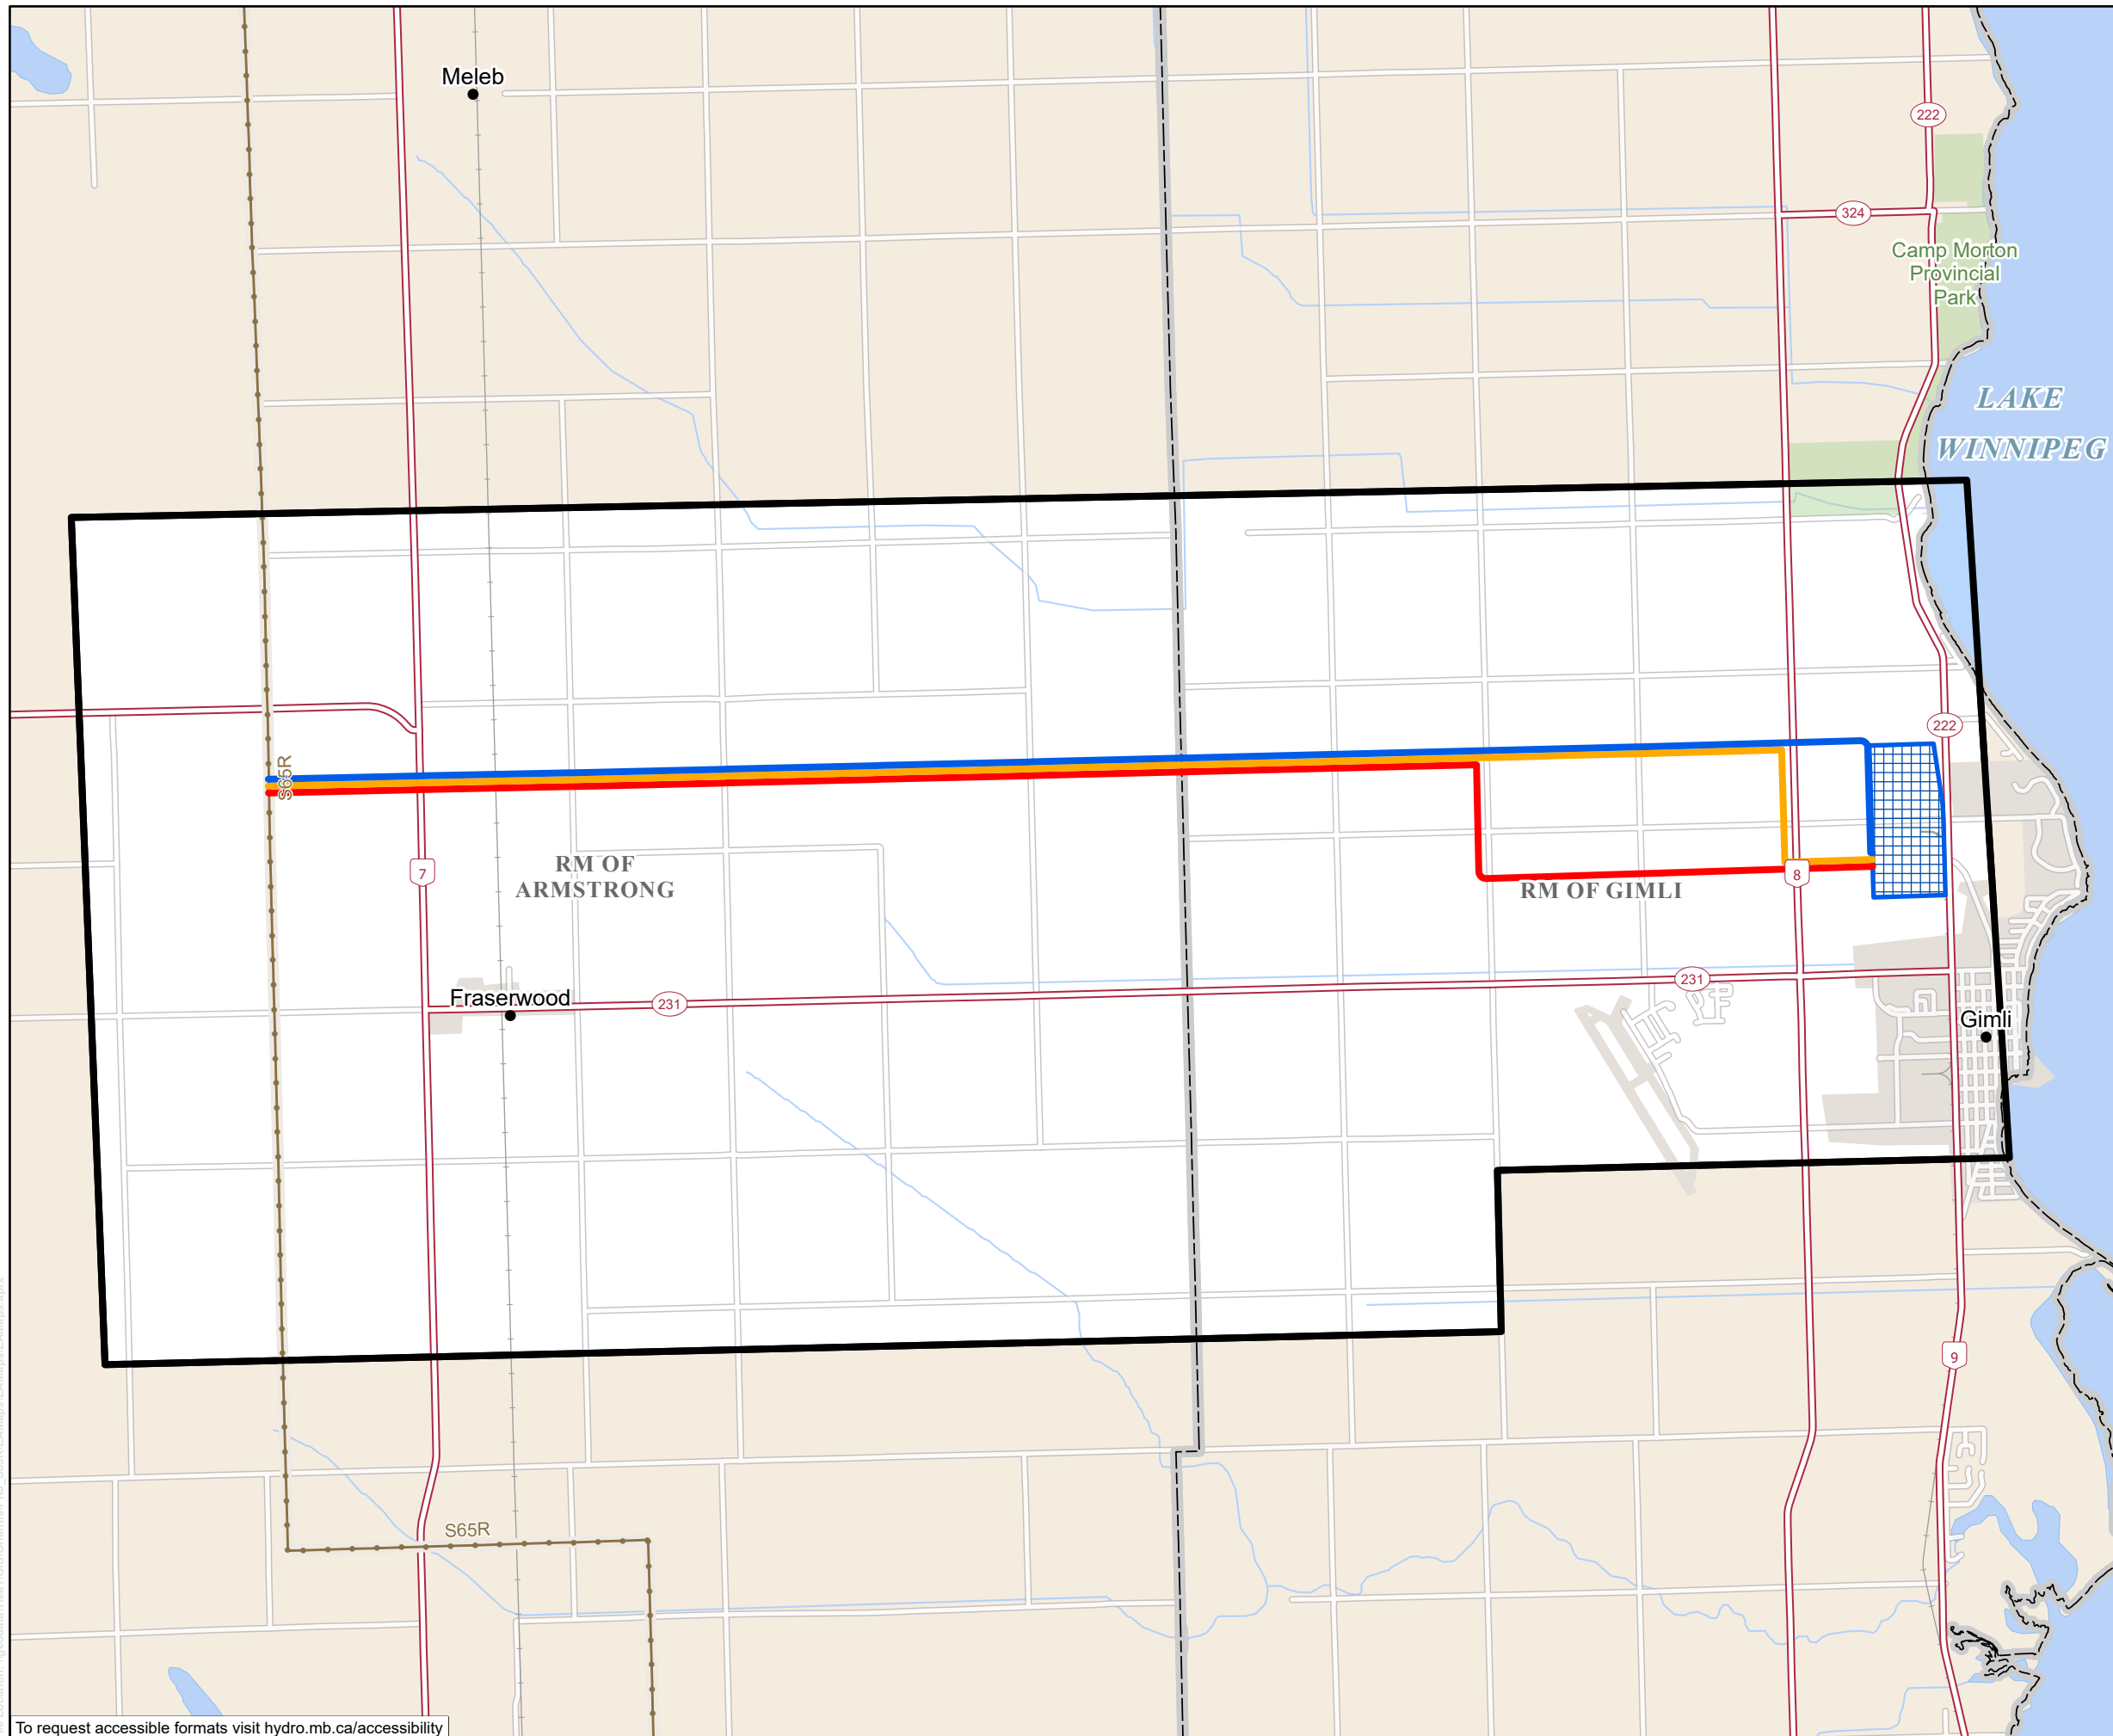 Meleb
222
324
Camp Morton
Provincial
Park
LAKE
WINNIPEG
222
S65R
RM OF
ARMSTRONG
7
8
RM OF GIMLI
Fraserwood
231
231
Gimli
9
S65R
To request accessible formats visit hydro.mb.ca/accessibility